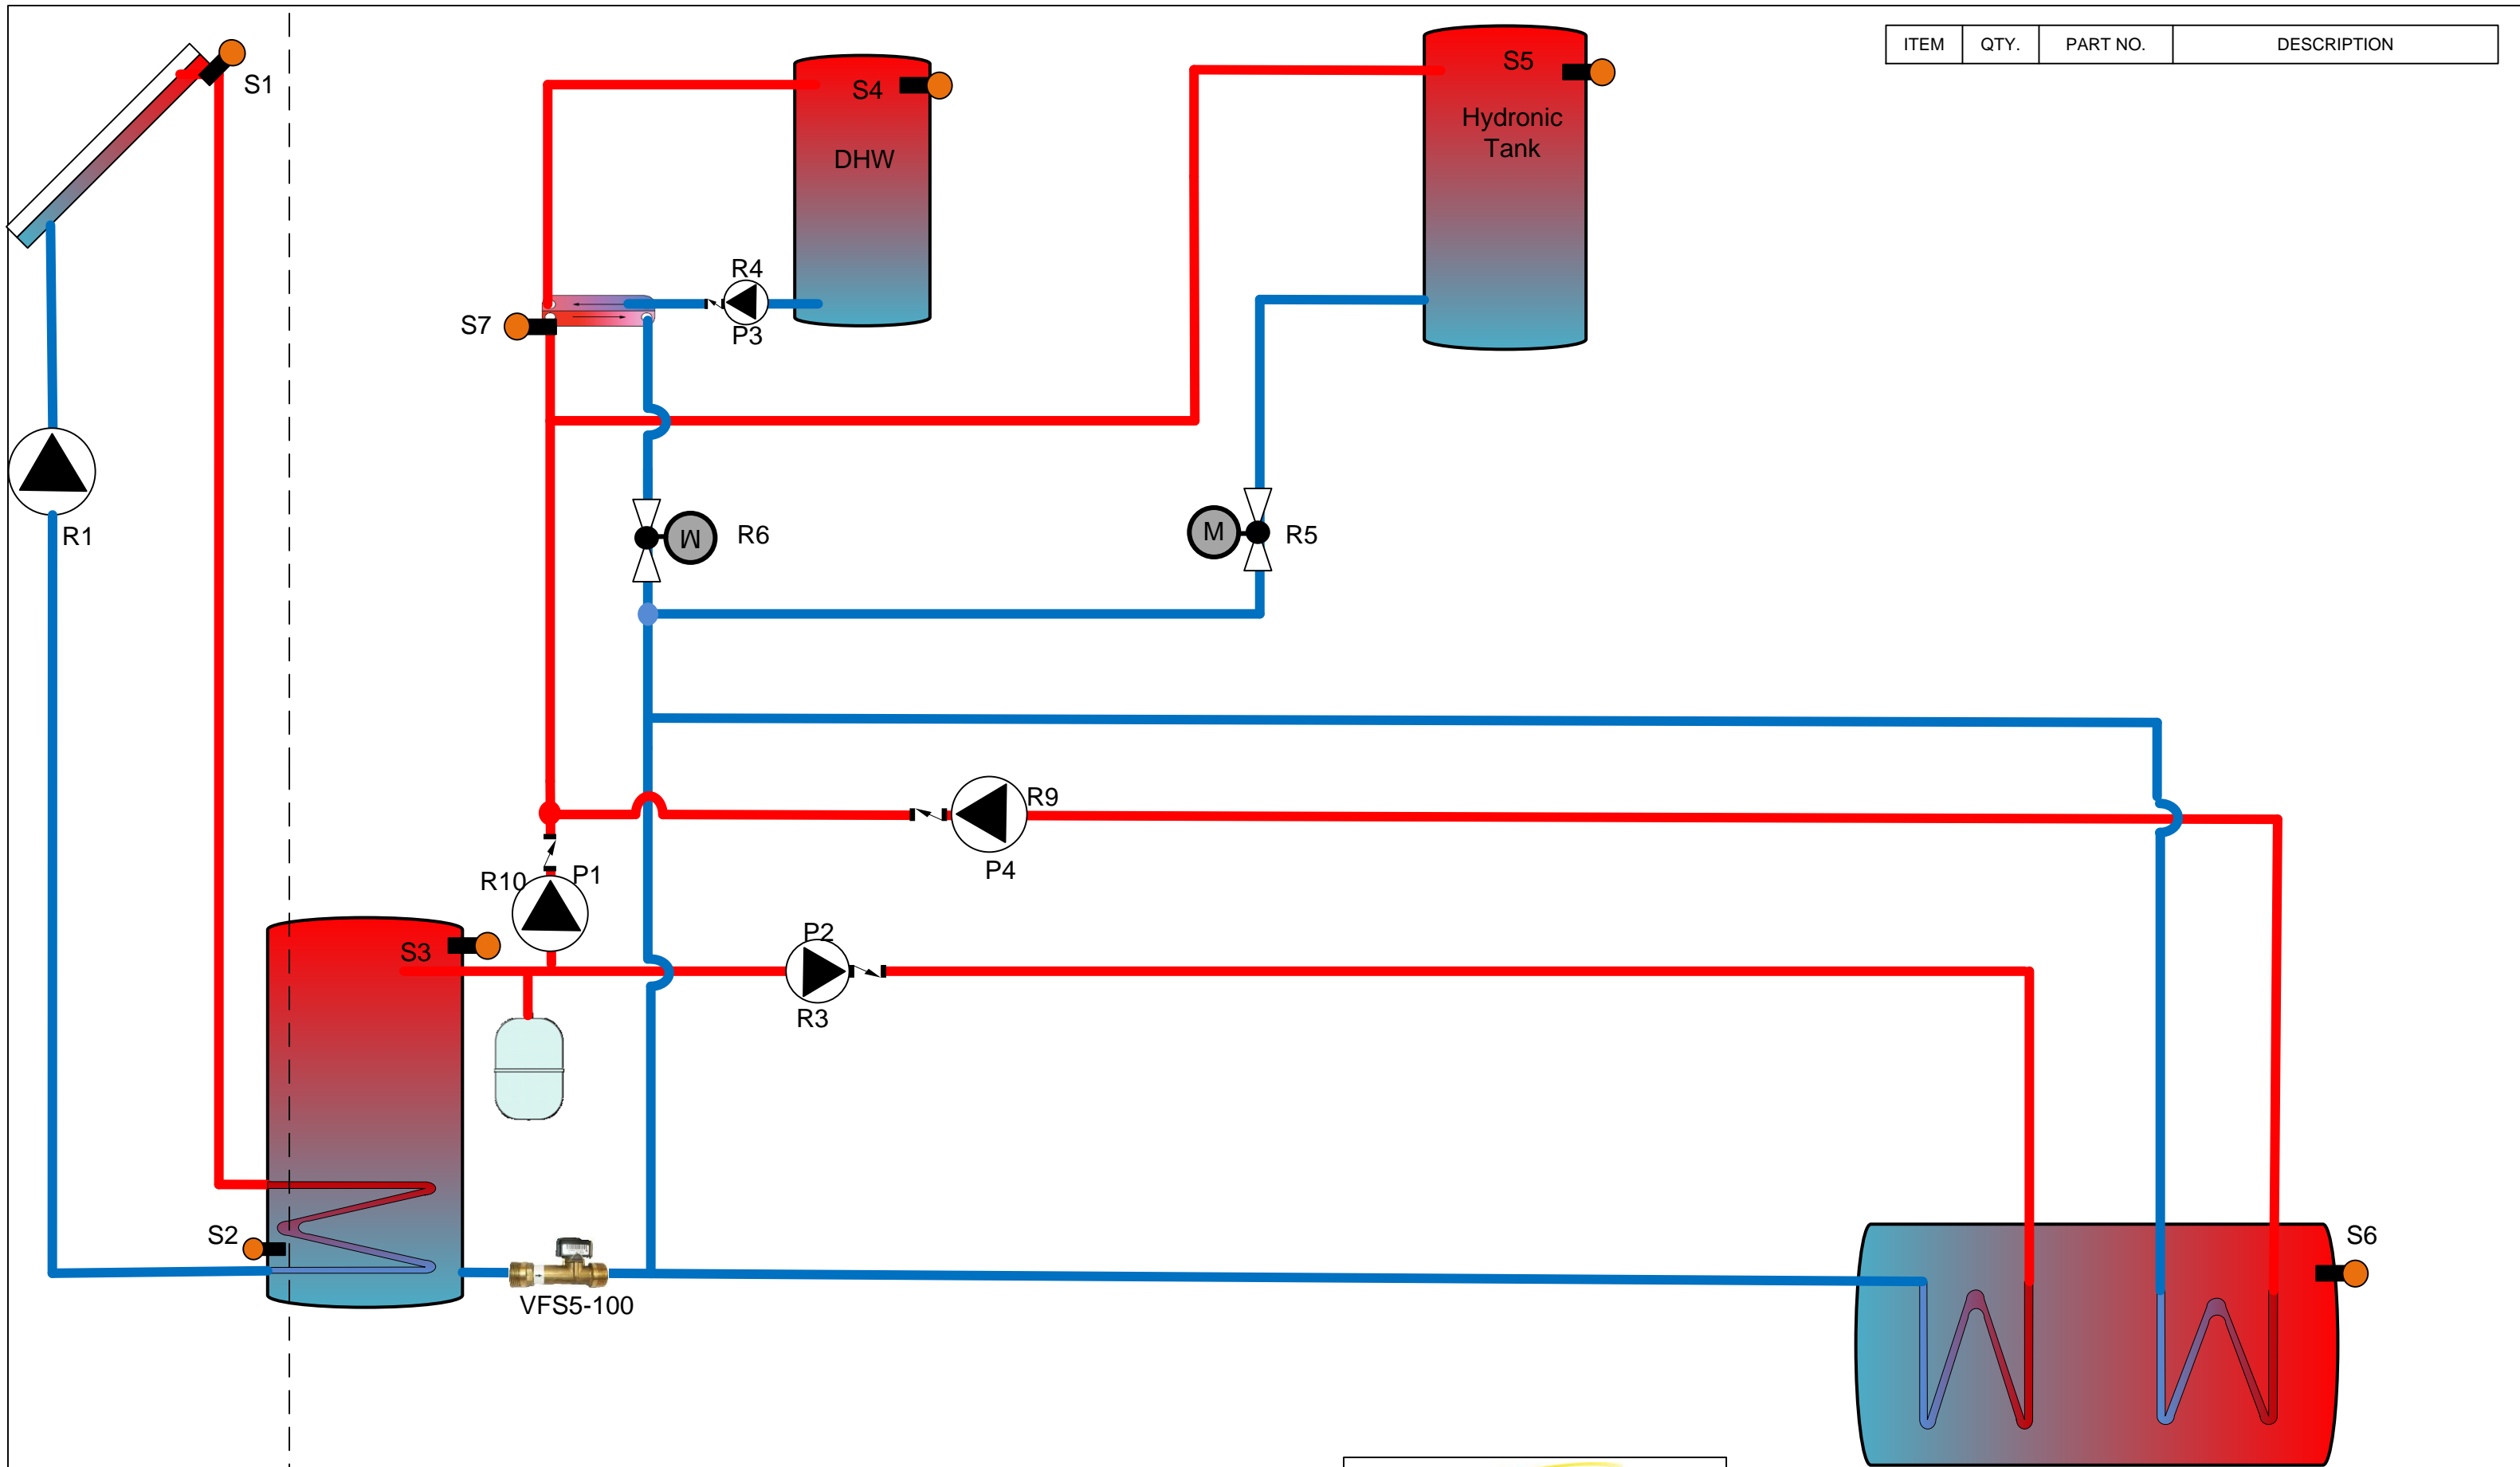 ITEM QTY. PART NO. DESCRIPTION
S1
S4
DHW
S5
Hydronic
Tank
R4
P3
S7
R1
M
R6
M
R5
R9
P4
R10
P1
S3
P2
R3
S2
VFS5-100
S6